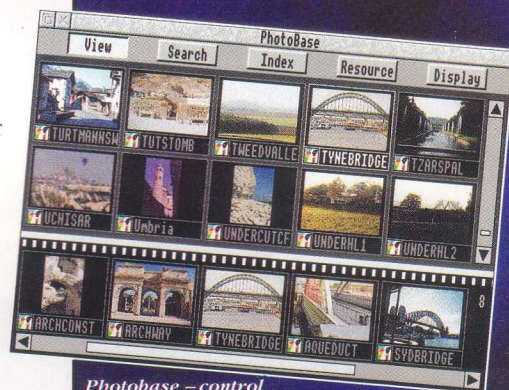 PhotoBase
View Search Index Resource Display
TURTMANNSW TUTSTOMB TWEEDVALLE TYNEBRIDGE TZARSPAL
UCHISAR Umbria UNDERCUTCF UNDERHL1 UNDERHL2
8
ARCHCONST ARCHWAY TYNEBRIDGE AQUEDUCT SYDBRIDGE
Photobase – control